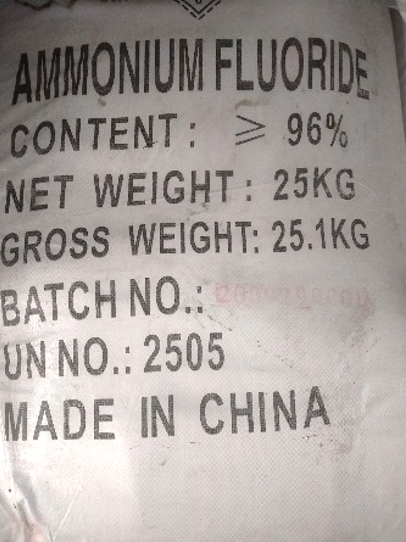 AMMONIUM FLUORIDE
CONTENT: ≥ 96%
NET WEIGHT: 25KG
GROSS WEIGHT: 25.1KG
BATCH NO.:
UN NO.: 2505
MADE IN CHINA